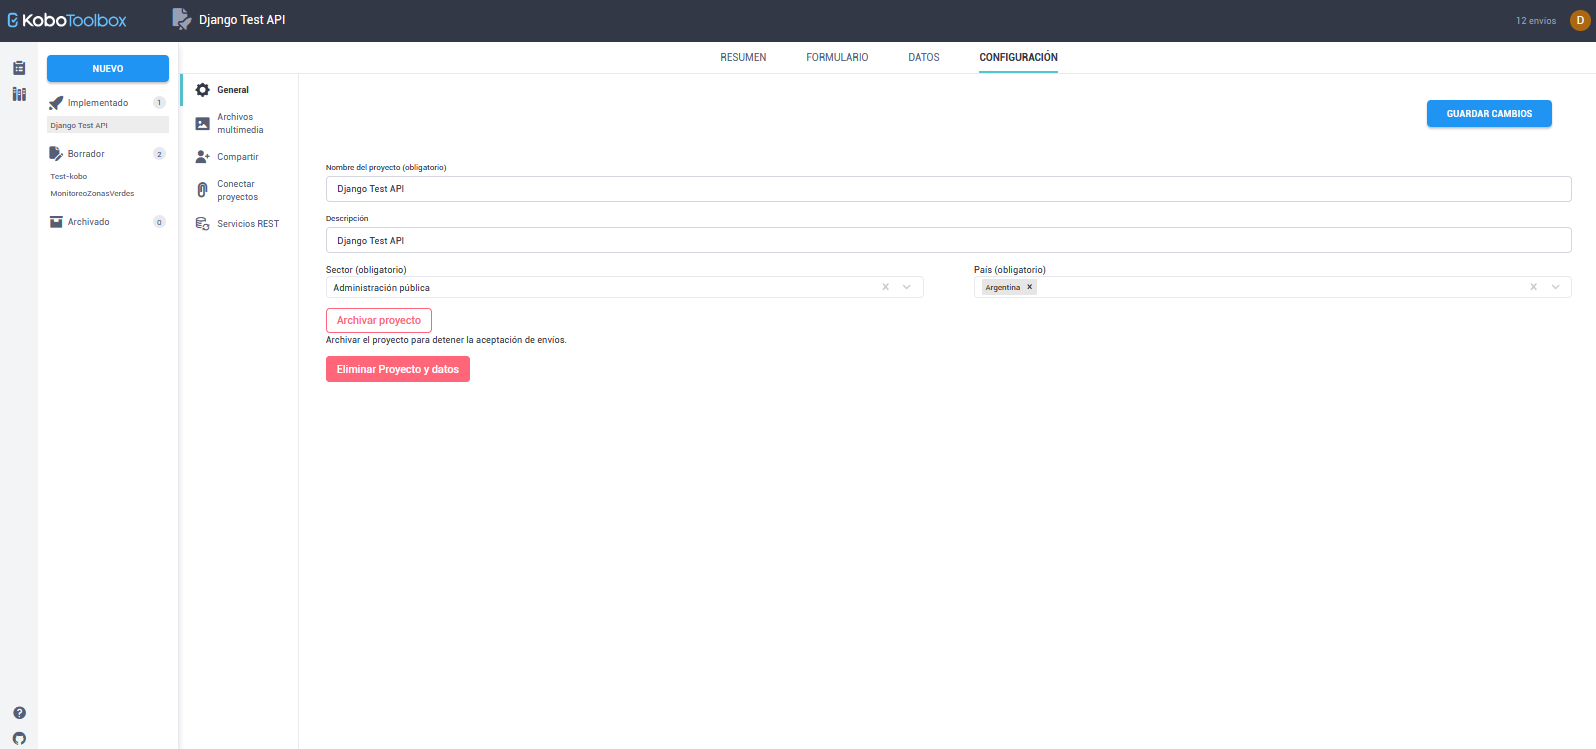 KoboToolbox
Django Test API
12 envíos
D
NUEVO
Implementado 1
Django Test API
Borrador 2
Test-kobo
MonitoreoZonasVerdes
Archivado 0
RESUMEN FORMULARIO DATOS CONFIGURACIÓN
General
Archivos
multimedia
Compartir
Conectar
proyectos
Servicios REST
GUARDAR CAMBIOS
Nombre del proyecto (obligatorio)
Django Test API
Descripción
Django Test API
Sector (obligatorio)
Administración pública
País (obligatorio)
Argentina
Archivar proyecto
Archivar el proyecto para detener la aceptación de envíos.
Eliminar Proyecto y datos